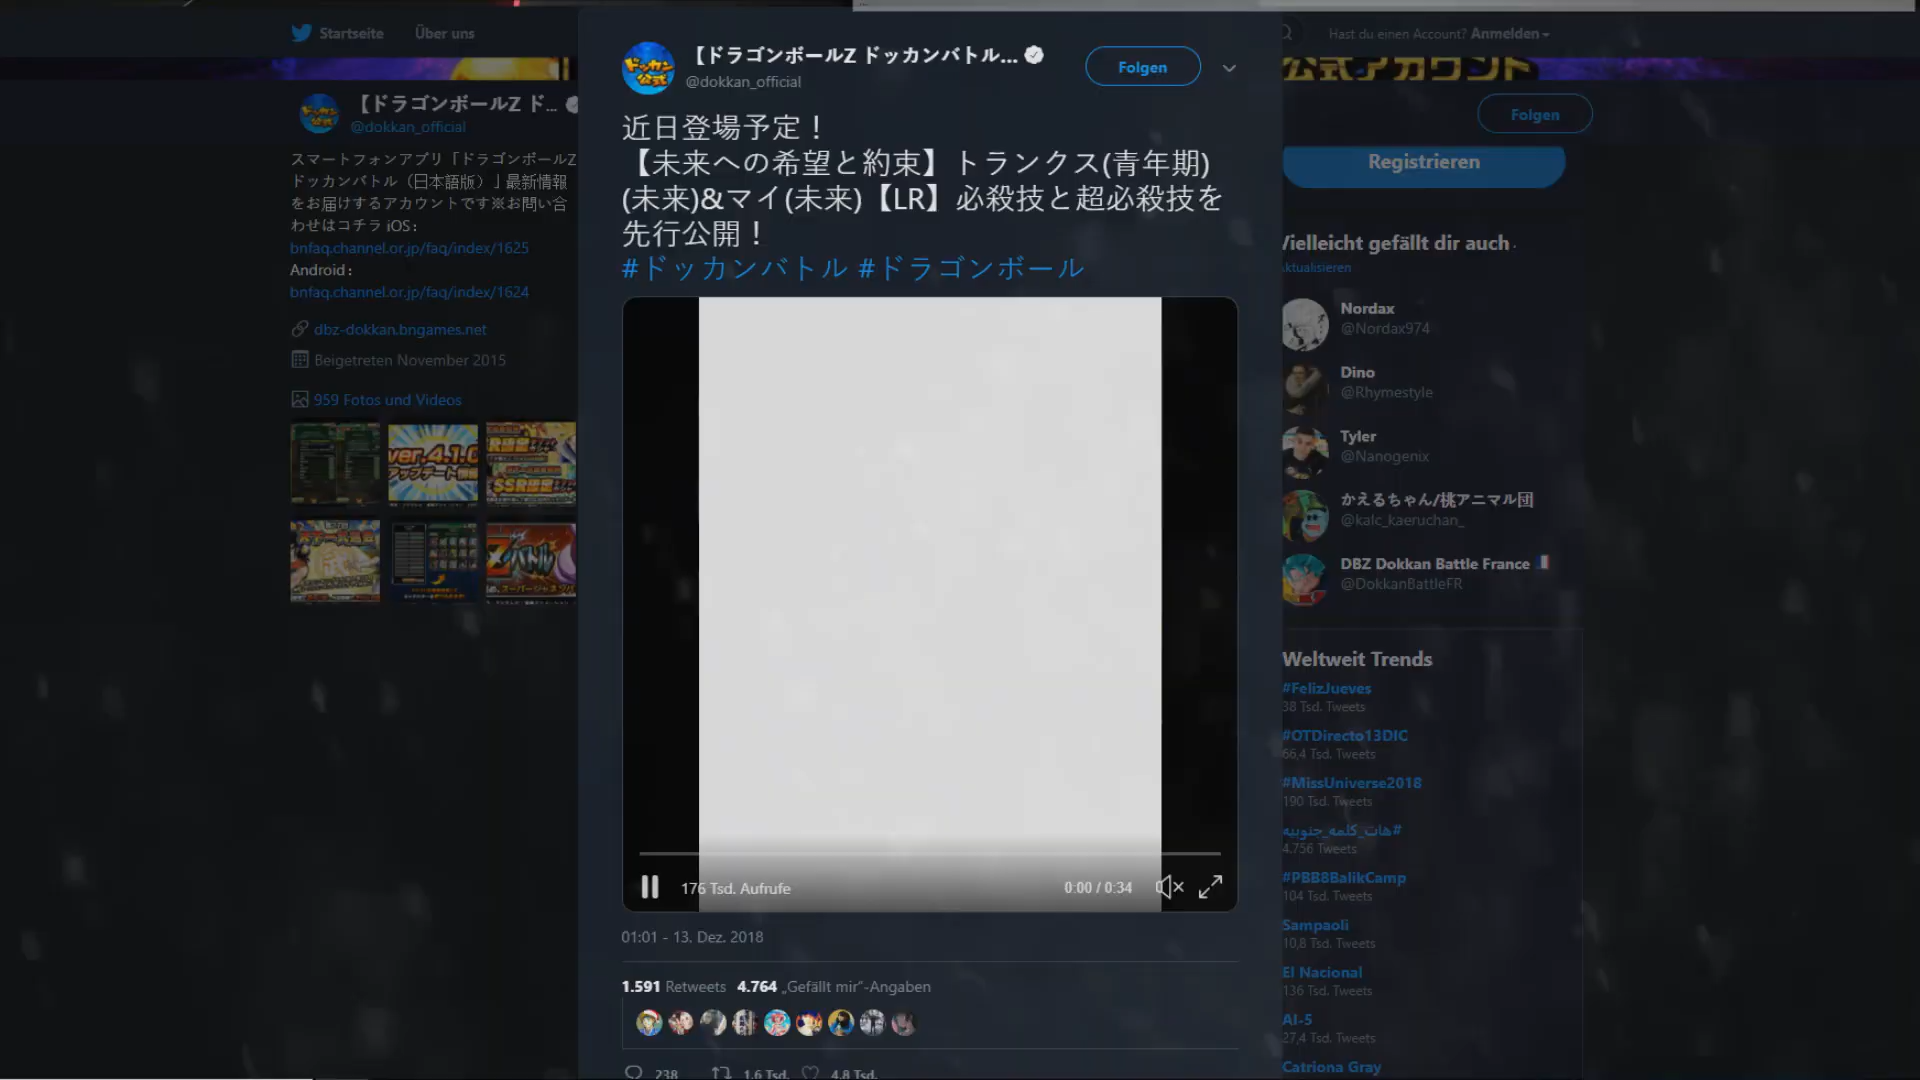 Startseite
Über uns
Hast du einen Account? Anmelden
公式アカウント
【ドラゴンボールZ ド...
@dokkan_official
スマートフォンアプリ「ドラゴンボールZ
ドッカンバトル（日本語版）」最新情報
をお届けするアカウントです※お問い合
わせはコチラ iOS：
bnfaq.channel.or.jp/faq/index/1625
Android：
bnfaq.channel.or.jp/faq/index/1624
dbz-dokkan.bngames.net
Beigetreten November 2015
959 Fotos und Videos
ver.4.1.0
アップデート情報
【ドラゴンボールZ ドッカンバトル...
@dokkan_official
Folgen
近日登場予定！
【未来への希望と約束】トランクス(青年期)
(未来)&マイ(未来)【LR】必殺技と超必殺技を
先行公開！
#ドッカンバトル #ドラゴンボール
176 Tsd. Aufrufe
0:00 / 0:34
01:01 - 13. Dez. 2018
1.591 Retweets 4.764 „Gefällt mir“-Angaben
238
1.6 Tsd.
4.8 Tsd.
Folgen
Registrieren
Vielleicht gefällt dir auch
Aktualisieren
Nordax
@Nordax974
Dino
@Rhymestyle
Tyler
@Nanogenix
かえるちゃん/桃アニマル団
@kalc_kaeruchan_
DBZ Dokkan Battle France
@DokkanBattleFR
Weltweit Trends
#FelizJueves
38 Tsd. Tweets
#OTDirecto13DIC
66,4 Tsd. Tweets
#MissUniverse2018
190 Tsd. Tweets
#هات_كلمه_جنوبيه
4.756 Tweets
#PBB8BalikCamp
104 Tsd. Tweets
Sampaoli
10,8 Tsd. Tweets
El Nacional
136 Tsd. Tweets
Al-5
27,4 Tsd. Tweets
Catriona Gray